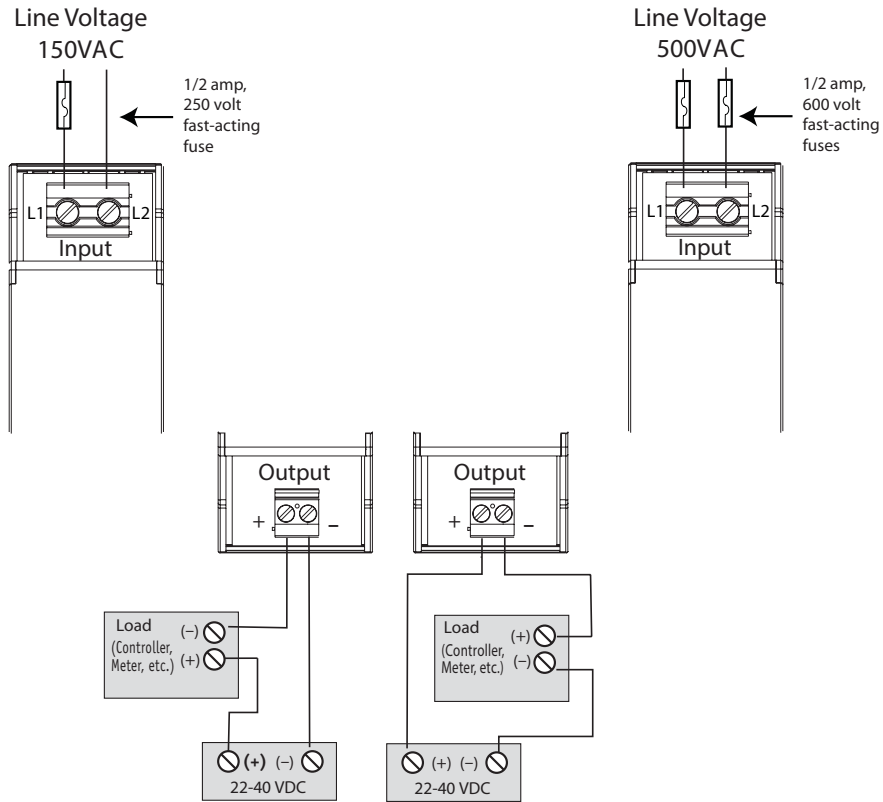 Line Voltage
150VAC
1/2 amp,
250 volt
fast-acting
fuse
L1
L2
Input
Line Voltage
500VAC
1/2 amp,
600 volt
fast-acting
fuses
L1
L2
Input
Output
+
–
Load
(Controller,
Meter, etc.)
(–)
(+)
(+) (–)
22-40 VDC
Output
+
–
Load
(Controller,
Meter, etc.)
(+)
(–)
(+) (–)
22-40 VDC